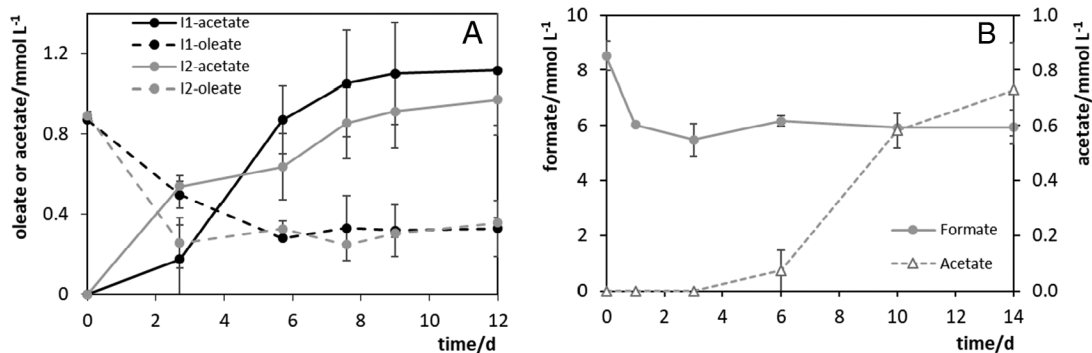 A
I1-acetate
I1-oleate
I2-acetate
I2-oleate
oleate or acetate/mmol L-1
1.2
0.8
0.4
0
0 2 4 6 8 10 12
time/d
B
formate/mmol L-1
10
8
6
4
2
0
acetate/mmol L-1
1.0
0.8
0.6
0.4
0.2
0.0
Formate
Acetate
0 2 4 6 8 10 12 14
time/d